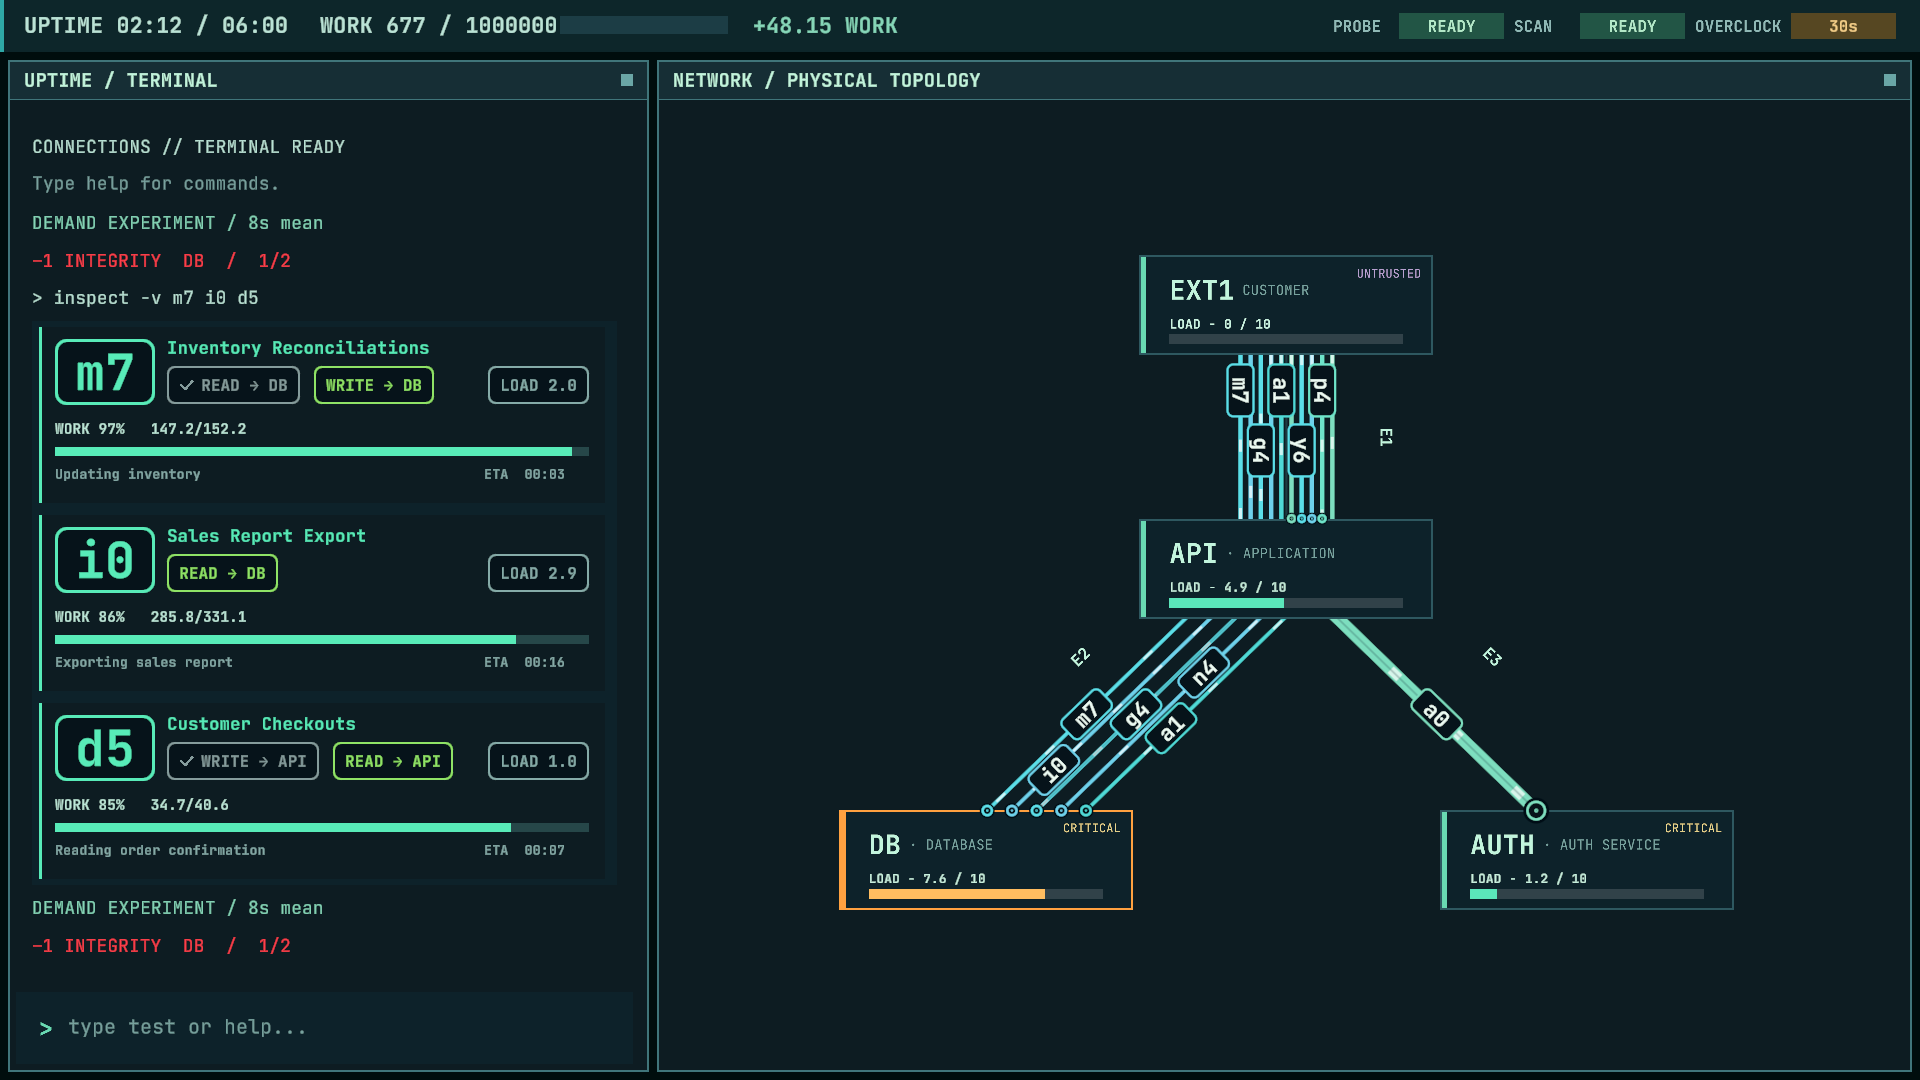 UPTIME 02:12 / 06:00 WORK 677 / 1000000 +48.15 WORK PROBE READY SCAN READY OVERCLOCK 30s
UPTIME / TERMINAL
CONNECTIONS // TERMINAL READY
Type help for commands.
DEMAND EXPERIMENT / 8s mean
−1 INTEGRITY DB / 1/2
> inspect -v m7 i0 d5
m7 Inventory Reconciliations
✓ READ → DB WRITE → DB LOAD 2.0
WORK 97% 147.2/152.2
Updating inventory ETA 00:03
i0 Sales Report Export
READ → DB LOAD 2.9
WORK 86% 285.8/331.1
Exporting sales report ETA 00:16
d5 Customer Checkouts
✓ WRITE → API READ → API LOAD 1.0
WORK 85% 34.7/40.6
Reading order confirmation ETA 00:07
DEMAND EXPERIMENT / 8s mean
−1 INTEGRITY DB / 1/2
> type test or help...
NETWORK / PHYSICAL TOPOLOGY
UNTRUSTED
EXT1 CUSTOMER
LOAD - 0 / 10
m7 a1 p4
g4 y6
E1
API · APPLICATION
LOAD - 4.9 / 10
E2
E3
n4
m7 g4 a1
i0
a0
CRITICAL
DB · DATABASE
LOAD - 7.6 / 10
CRITICAL
AUTH · AUTH SERVICE
LOAD - 1.2 / 10